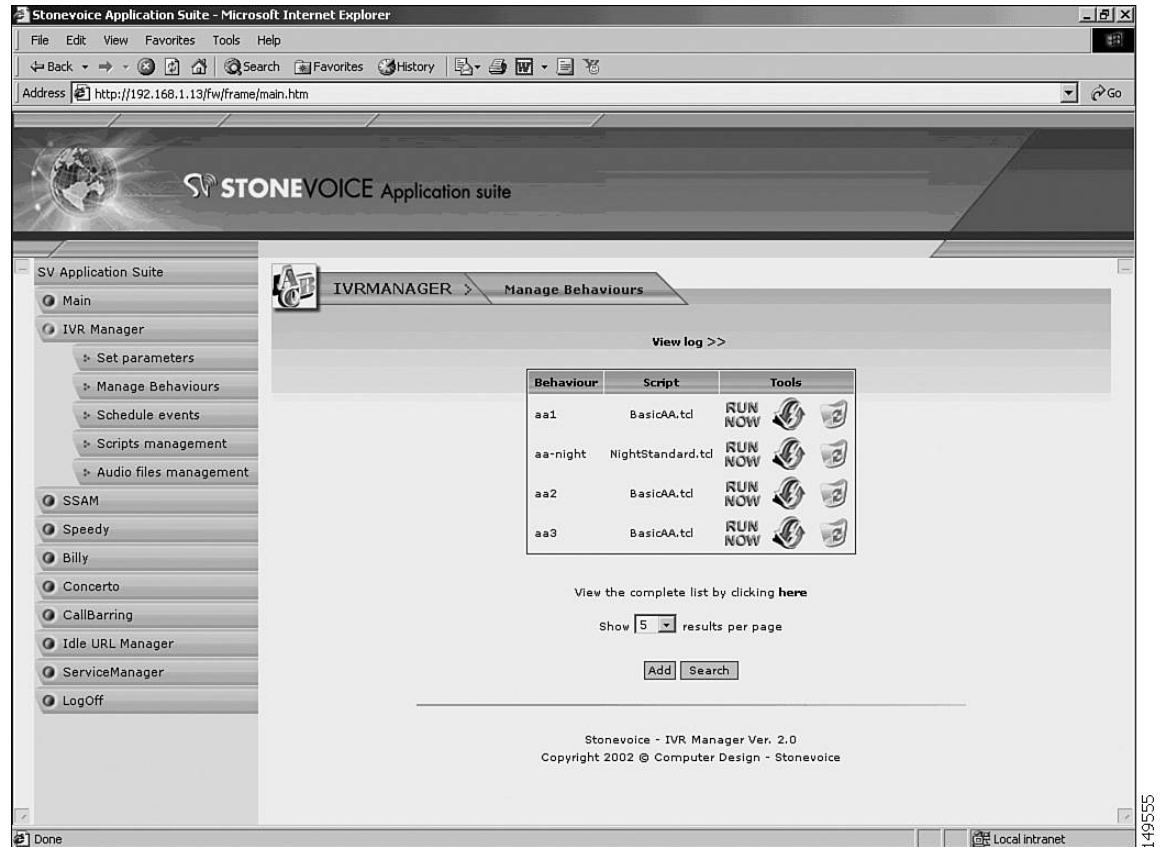 Stonevoice Application Suite - Microsoft Internet Explorer
File Edit View Favorites Tools Help
Back Search Favorites History
Address http://192.168.1.13/fw/frame/main.htm Go
SV STONEVOICE Application suite
SV Application Suite
Main
IVR Manager
Set parameters
Manage Behaviours
Schedule events
Scripts management
Audio files management
SSAM
Speedy
Billy
Concerto
CallBarring
Idle URL Manager
ServiceManager
LogOff
IVRMANAGER > Manage Behaviours
View log >>
Behaviour Script Tools
aa1 BasicAA.tcl RUN NOW
aa-night NightStandard.tcl RUN NOW
aa2 BasicAA.tcl RUN NOW
aa3 BasicAA.tcl RUN NOW
View the complete list by clicking here
Show 5 results per page
Add Search
Stonevoice - IVR Manager Ver. 2.0
Copyright 2002 @ Computer Design - Stonevoice
Done Local intranet
149555